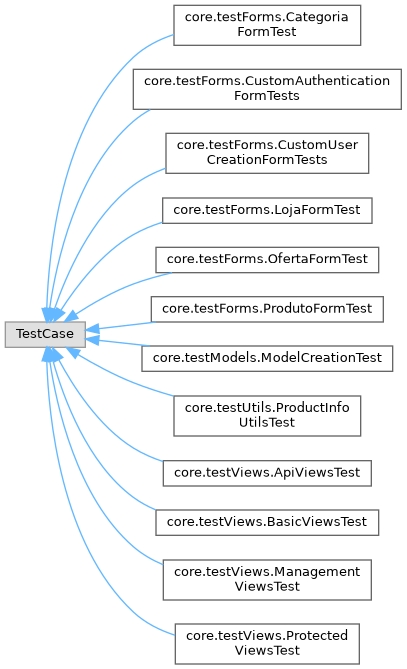 core.testForms.Categoria
FormTest
core.testForms.CustomAuthentication
FormTests
core.testForms.CustomUser
CreationFormTests
core.testForms.LojaFormTest
core.testForms.OfertaFormTest
core.testForms.ProdutoFormTest
TestCase
core.testModels.ModelCreationTest
core.testUtils.ProductInfo
UtilsTest
core.testViews.ApiViewsTest
core.testViews.BasicViewsTest
core.testViews.Management
ViewsTest
core.testViews.Protected
ViewsTest